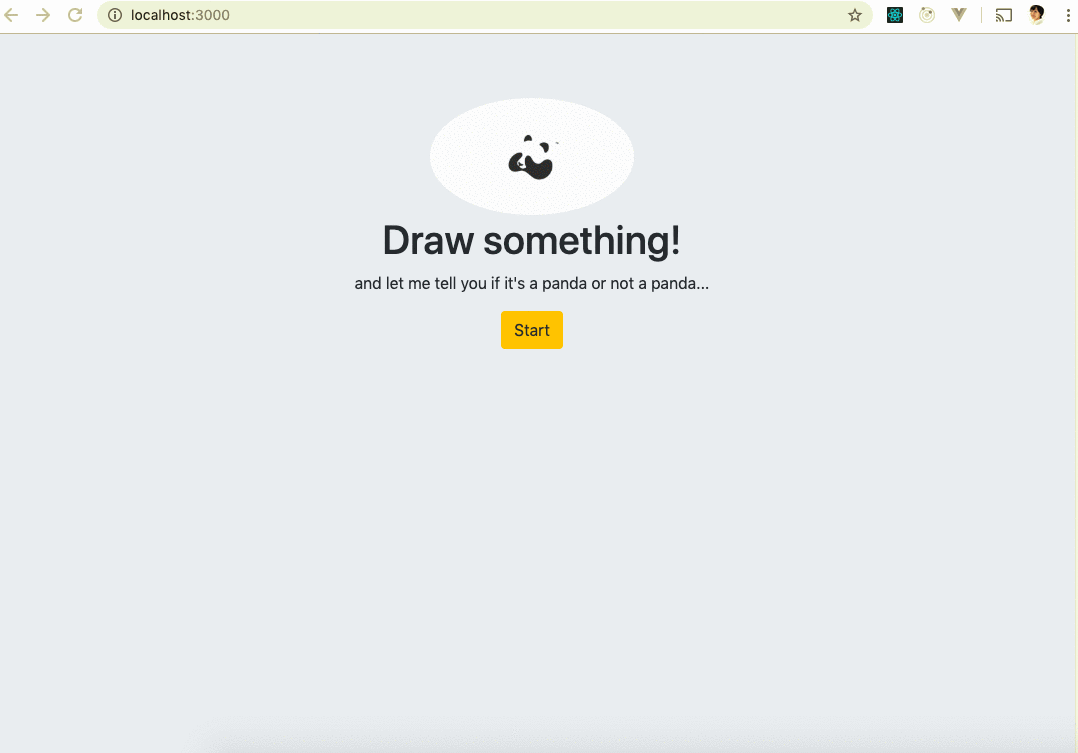 localhost:3000
Draw something!
and let me tell you if it's a panda or not a panda...
Start